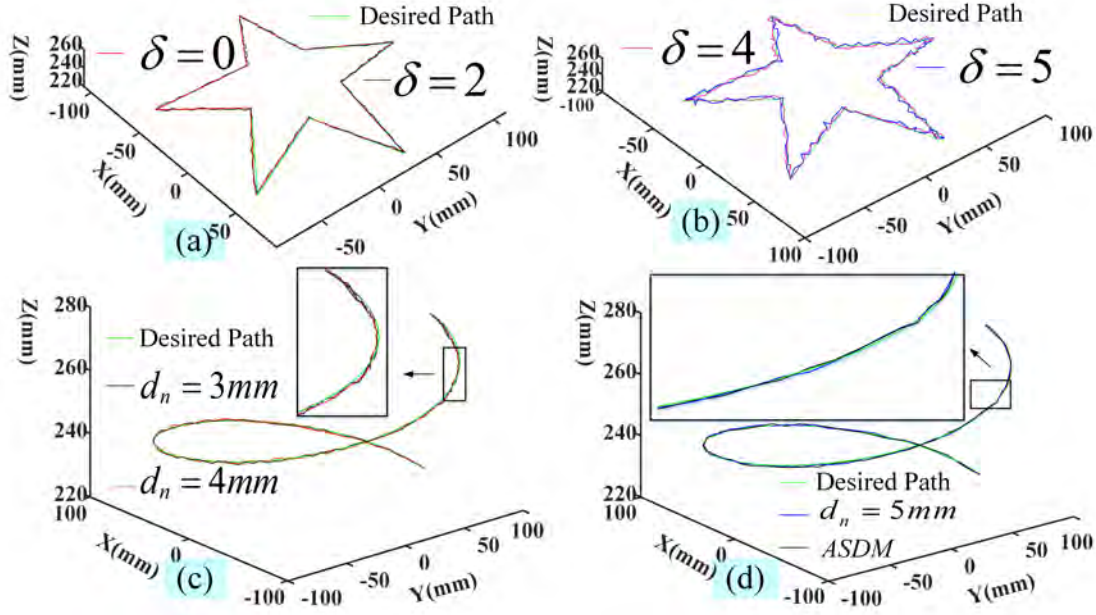 Desired Path
δ = 0
δ = 2
Z(mm)
260
240
220
-100
-50
0
50
X(mm)
-50
0
50
100
Y(mm)
(a)
Desired Path
δ = 4
δ = 5
Z(mm)
260
240
220
-100
-50
0
50
100
X(mm)
-100
-50
0
50
100
Y(mm)
(b)
Z(mm)
280
260
240
220
Desired Path
dₙ = 3mm
dₙ = 4mm
100
0
-100
X(mm)
-100
-50
0
50
100
Y(mm)
(c)
Z(mm)
280
260
240
220
Desired Path
dₙ = 5mm
ASDM
100
0
-100
X(mm)
-100
-50
0
50
100
Y(mm)
(d)